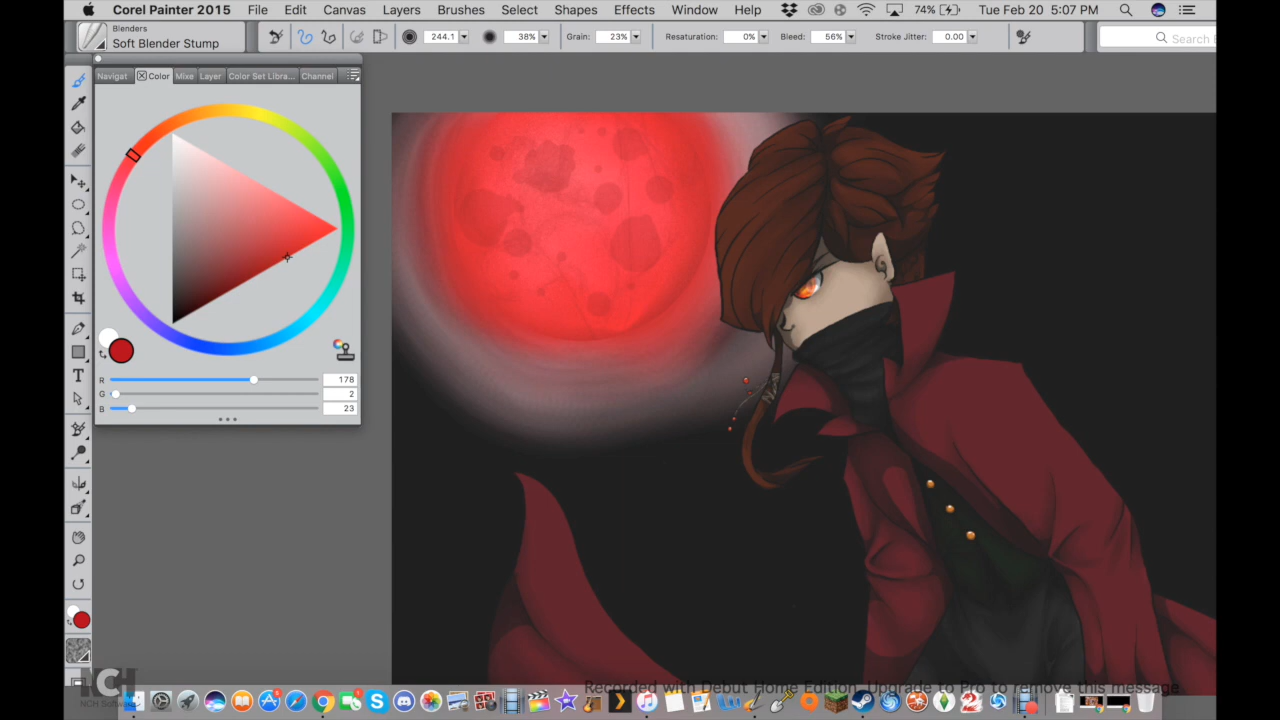 Corel Painter 2015 File Edit Canvas Layers Brushes Select Shapes Effects Window Help 74% Tue Feb 20 5:07 PM
Blenders
Soft Blender Stump
244.1 38% Grain: 23% Resaturation: 0% Bleed: 56% Stroke Jitter: 0.00 Search
Navigat Color Mixe Layer Color Set Libra... Channel
R 178
G 2
B 23
T
NCH
NCH Software
Recorded with Debut Home Edition. Upgrade to Pro to remove this message